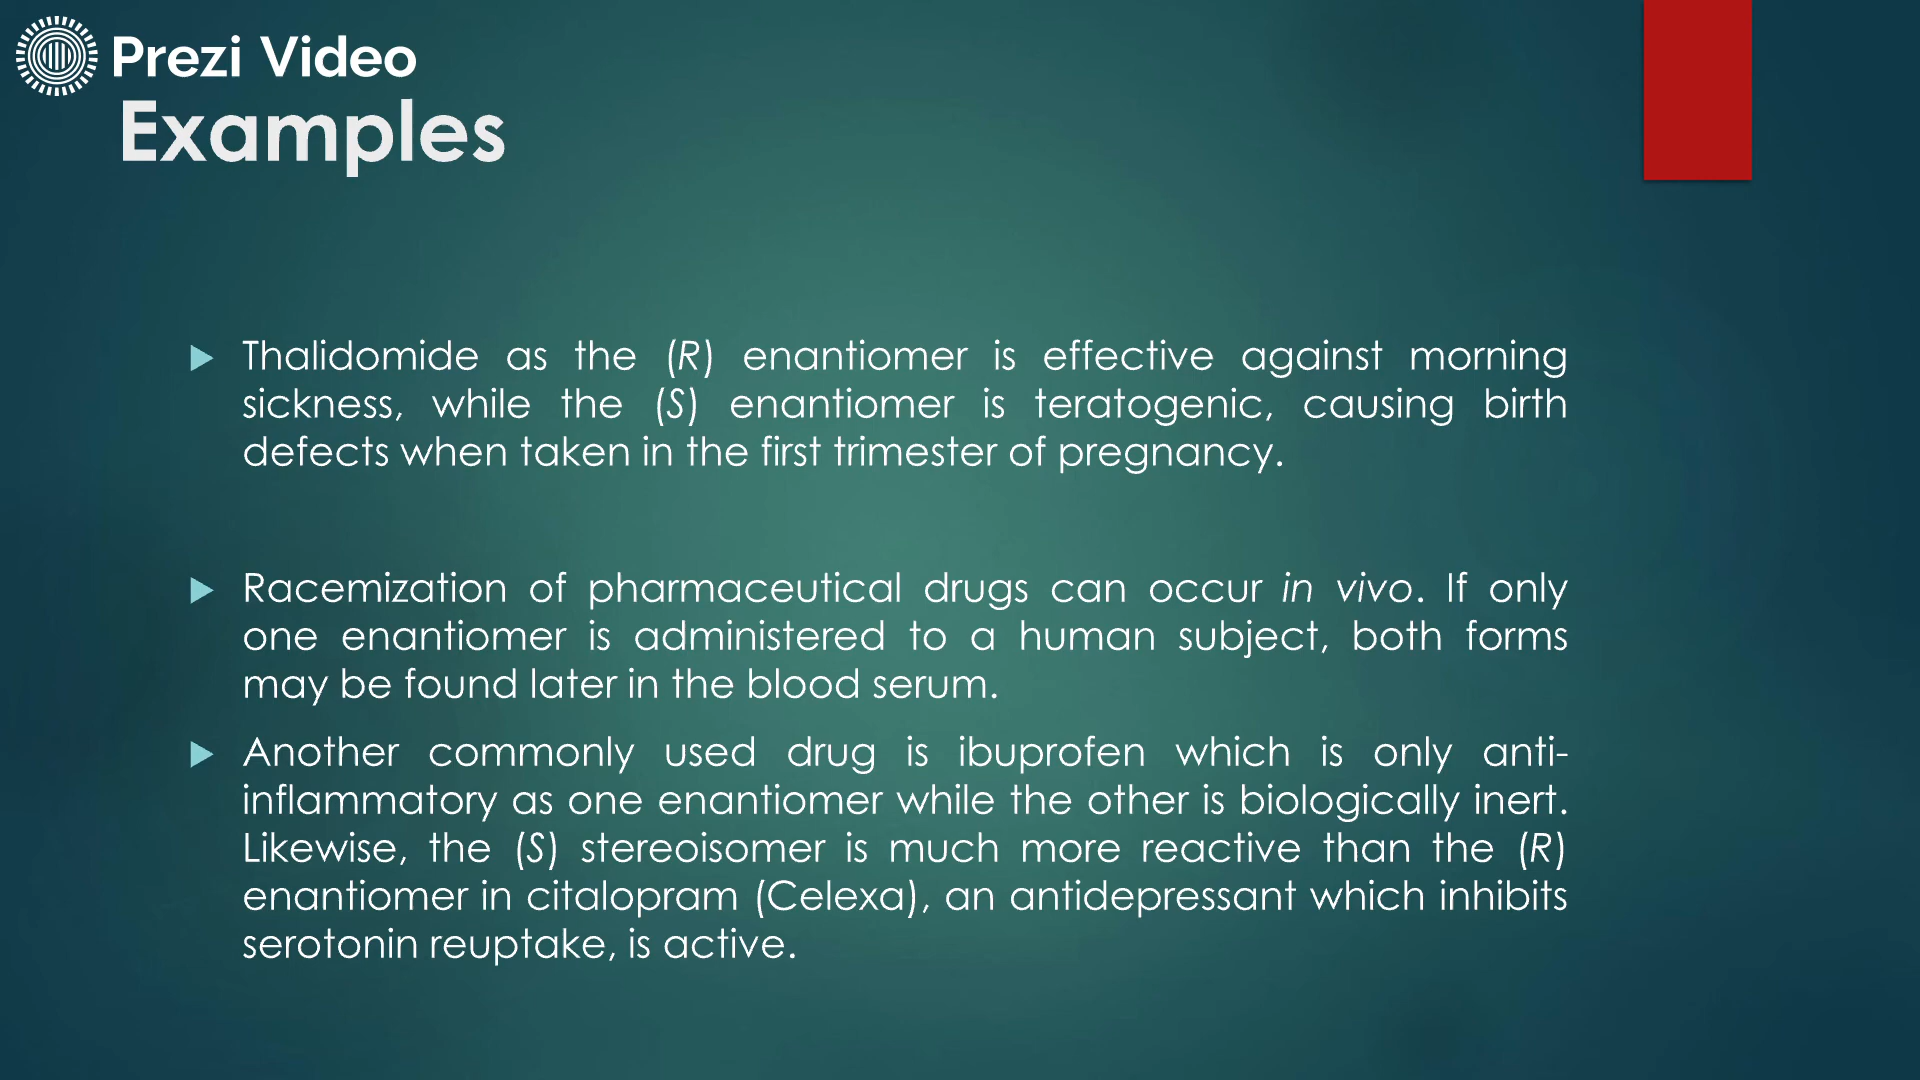 Prezi Video
Examples
Thalidomide as the (R) enantiomer is effective against morning
sickness, while the (S) enantiomer is teratogenic, causing birth
defects when taken in the first trimester of pregnancy.
Racemization of pharmaceutical drugs can occur in vivo. If only
one enantiomer is administered to a human subject, both forms
may be found later in the blood serum.
Another commonly used drug is ibuprofen which is only anti-
inflammatory as one enantiomer while the other is biologically inert.
Likewise, the (S) stereoisomer is much more reactive than the (R)
enantiomer in citalopram (Celexa), an antidepressant which inhibits
serotonin reuptake, is active.